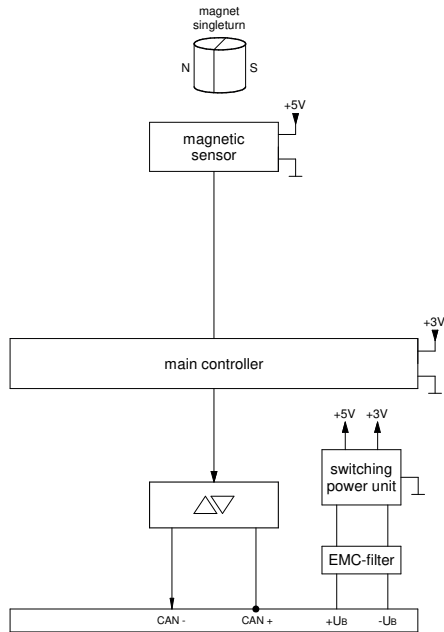 magnet
singleturn
N S
+5V
magnetic
sensor
+3V
main controller
+5V +3V
switching
power unit
EMC-filter
CAN - CAN + +UB -UB